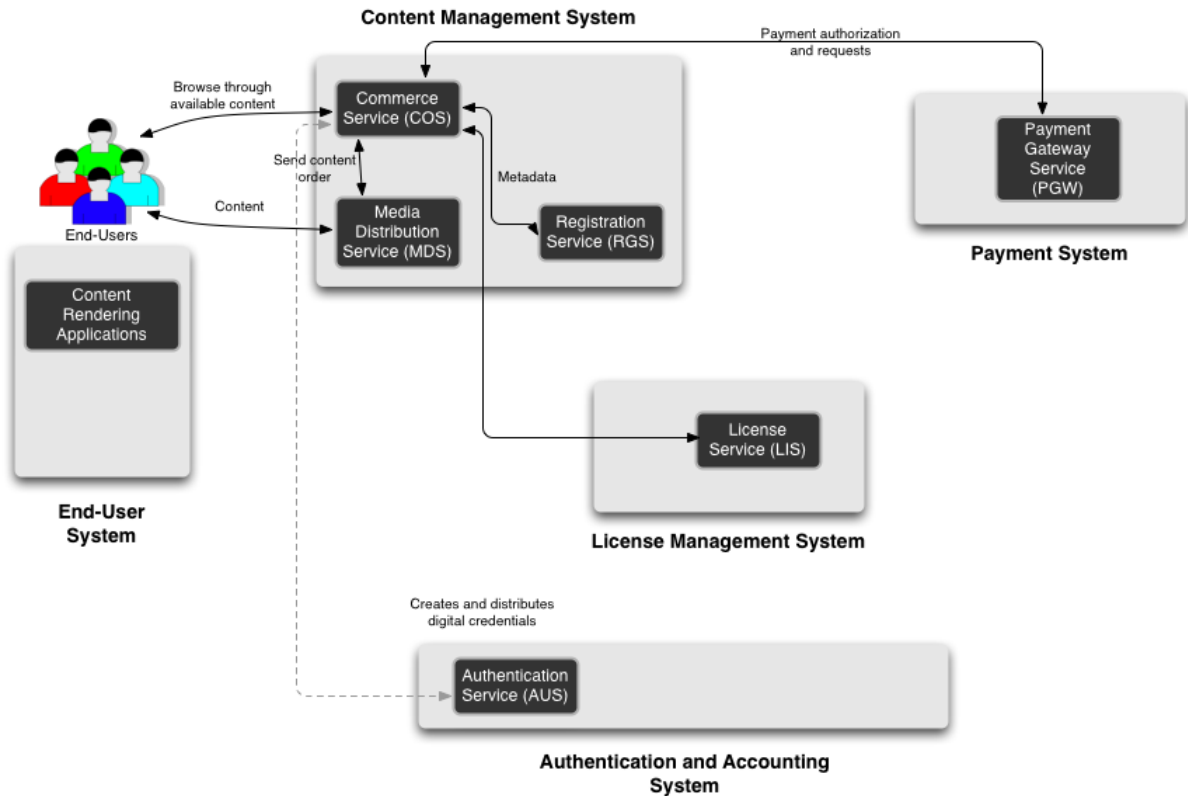 Content Management System
Payment authorization
and requests
Browse through
available content
Commerce
Service (COS)
Payment
Gateway
Service
(PGW)
Send content
order
Metadata
Content
Media
Distribution
Service (MDS)
Registration
Service (RGS)
End-Users
Payment System
Content
Rendering
Applications
License
Service (LIS)
End-User
System
License Management System
Creates and distributes
digital credentials
Authentication
Service (AUS)
Authentication and Accounting
System